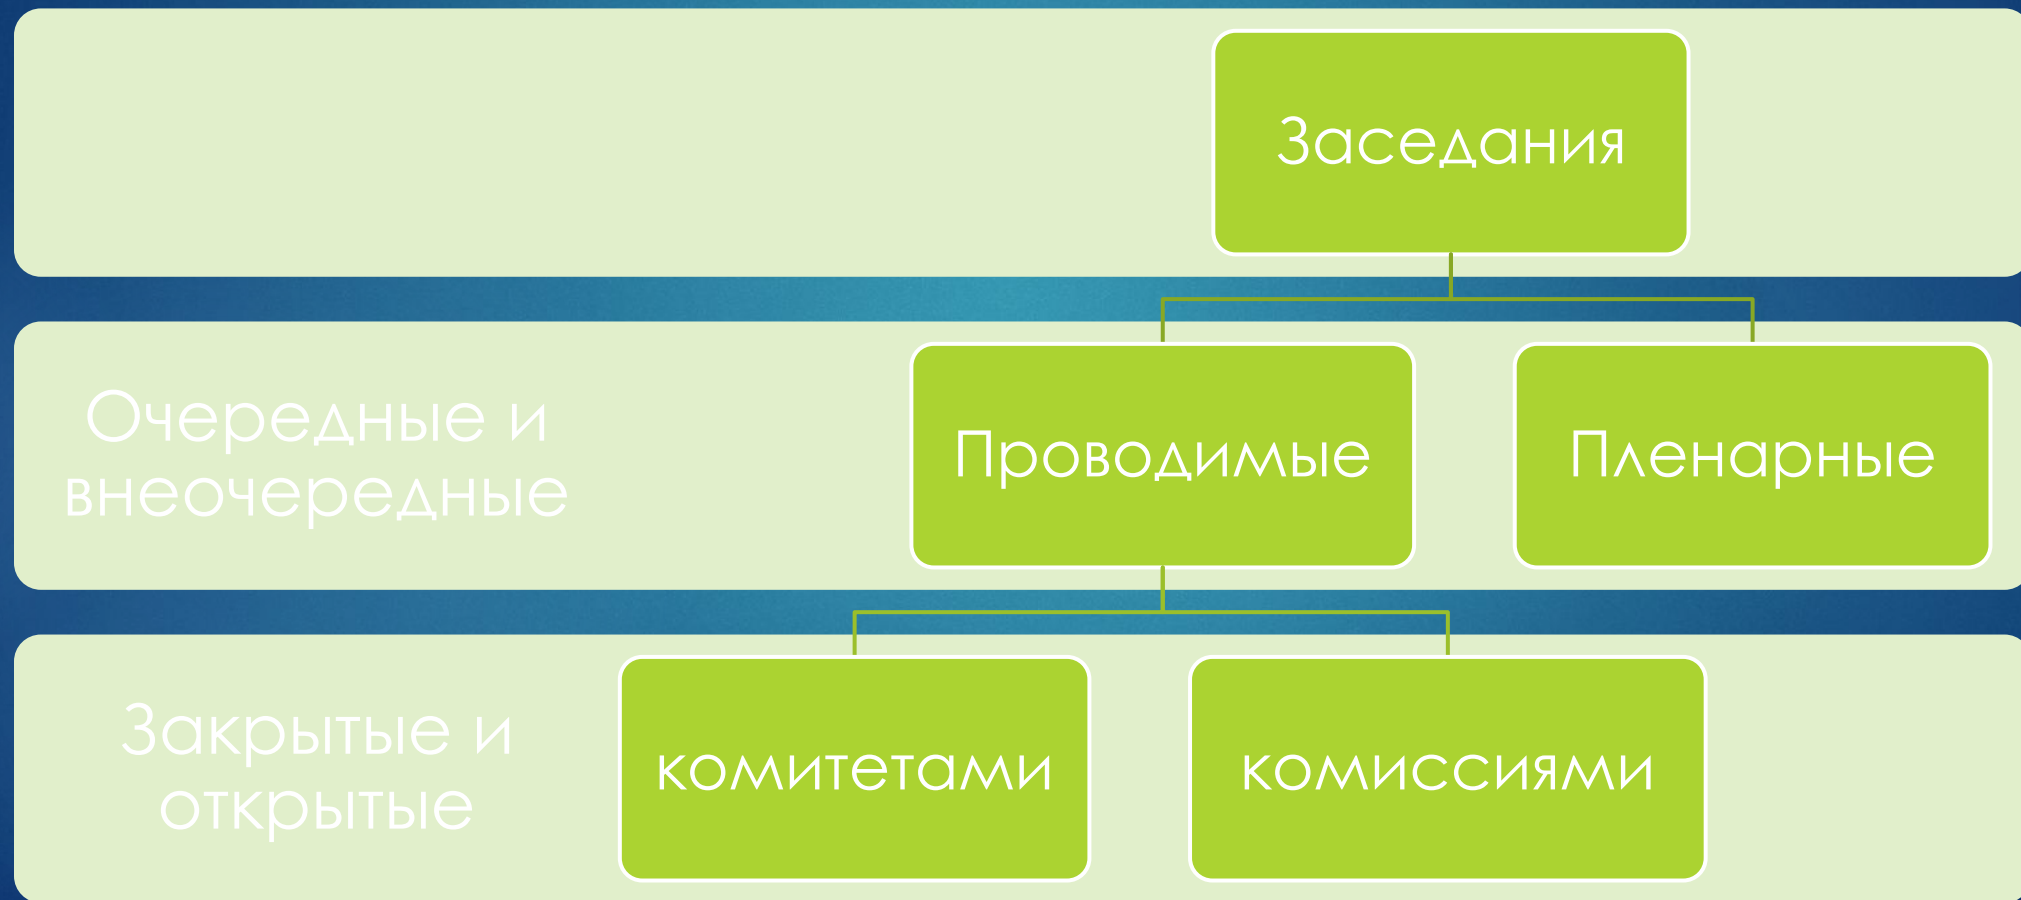 Заседания
Очередные и
внеочередные
Проводимые
Пленарные
Закрытые и
открытые
комитетами
комиссиями